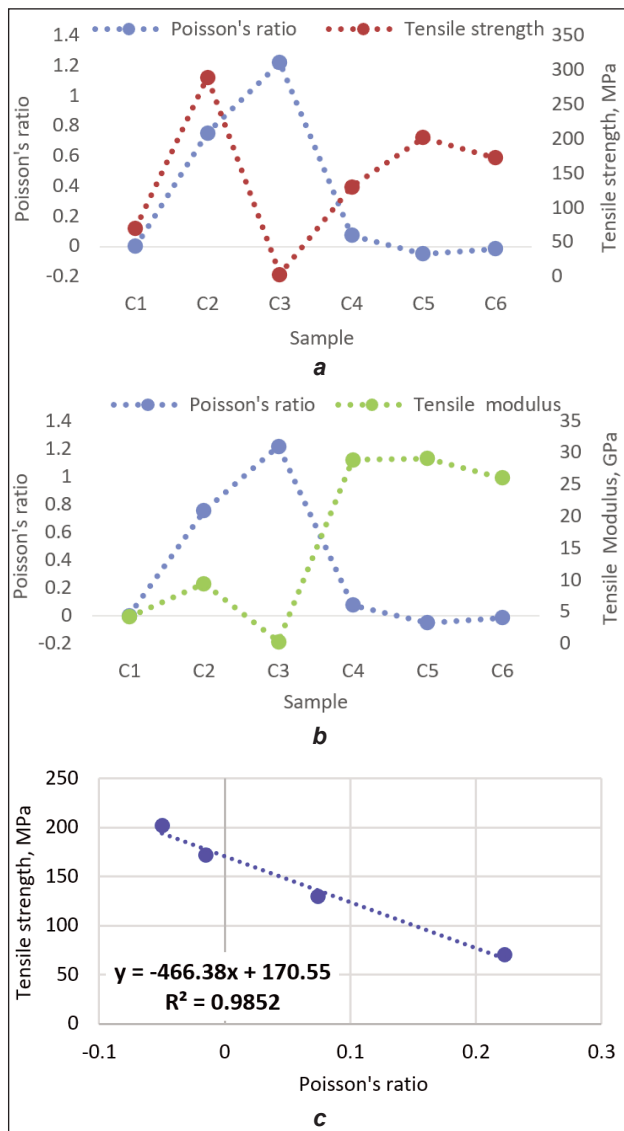 Poisson's ratio Tensile strength
1.4 350
1.2 300
1 250
0.8 200
0.6 150
0.4 100
0.2 50
0 0
-0.2
Poisson's ratio
Tensile strength, MPa
C1 C2 C3 C4 C5 C6
Sample
a
Poisson's ratio Tensile modulus
1.4 35
1.2 30
1 25
0.8 20
0.6 15
0.4 10
0.2 5
0 0
-0.2
Poisson's ratio
Tensile Modulus, GPa
C1 C2 C3 C4 C5 C6
Sample
b
250
200
150
100
50
0
Tensile strength, MPa
y = -466.38x + 170.55
R² = 0.9852
-0.1 0 0.1 0.2 0.3
Poisson's ratio
c